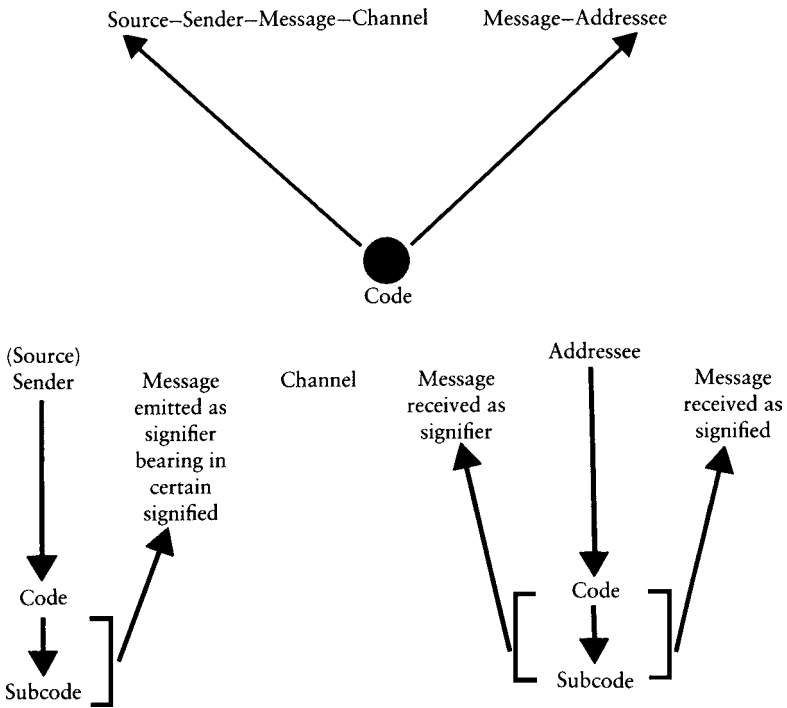 Source–Sender–Message–Channel
Message–Addressee
Code
(Source)
Sender
Message
emitted as
signifier
bearing in
certain
signified
Channel
Message
received as
signifier
Addressee
Message
received as
signified
Code
Subcode
Code
Subcode